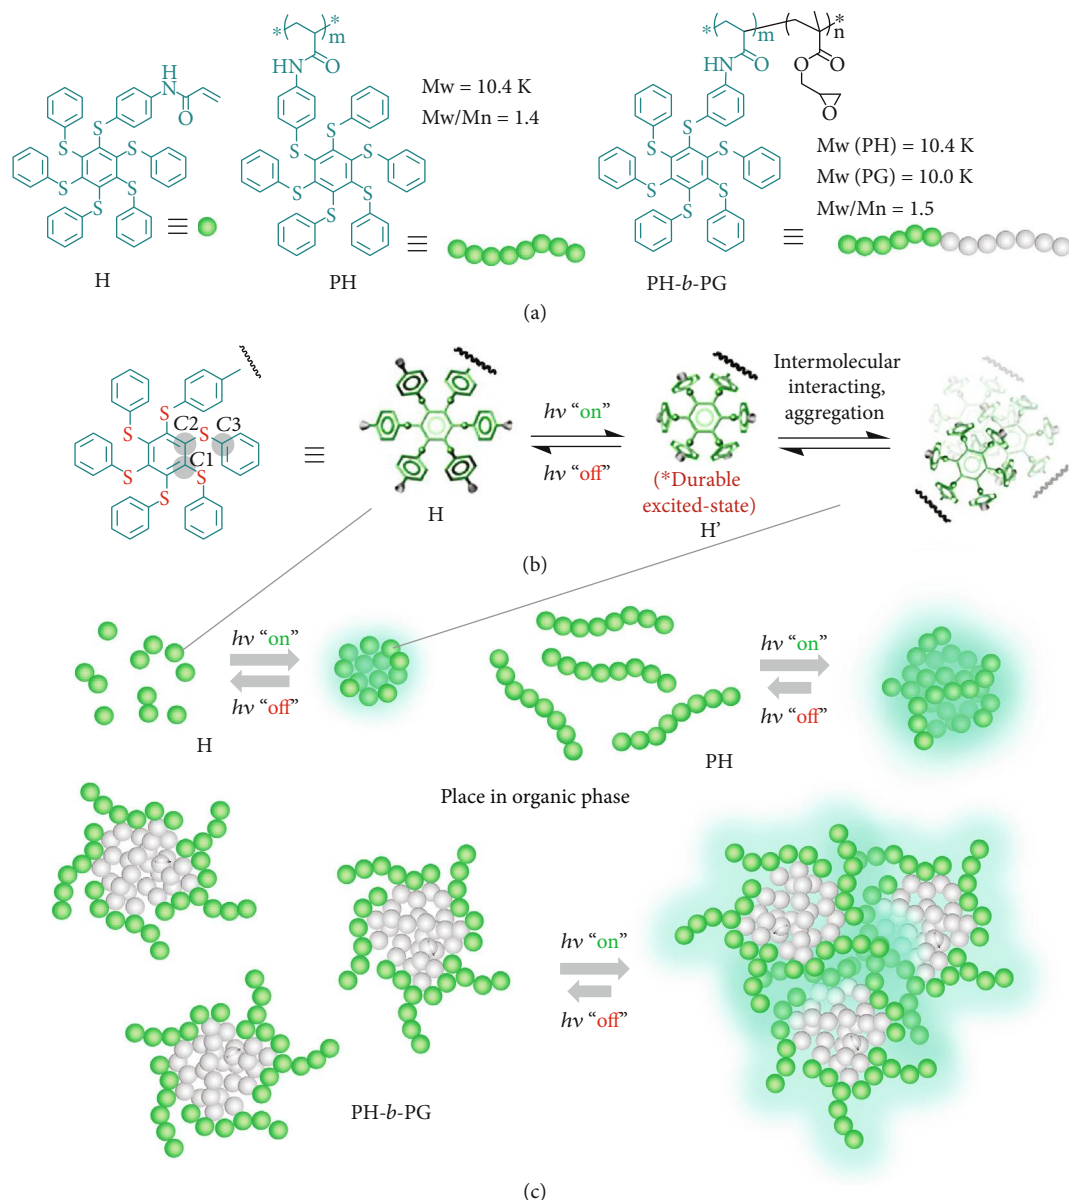 H
N
O
S
S
S
S
S
S
≡
H
*
*
m
HN
O
S
S
S
S
S
S
Mw = 10.4 K
Mw/Mn = 1.4
≡
PH
*
m
*
n
HN
O
O
O
O
S
S
S
S
S
S
Mw (PH) = 10.4 K
Mw (PG) = 10.0 K
Mw/Mn = 1.5
≡
PH-b-PG
(a)
S
S
S
S
S
S
C2
C3
C1
≡
H
hν “on”
hν “off”
(*Durable
excited-state)
H’
Intermolecular
interacting,
aggregation
(b)
hν “on”
hν “off”
H
hν “on”
hν “off”
PH
Place in organic phase
hν “on”
hν “off”
PH-b-PG
(c)